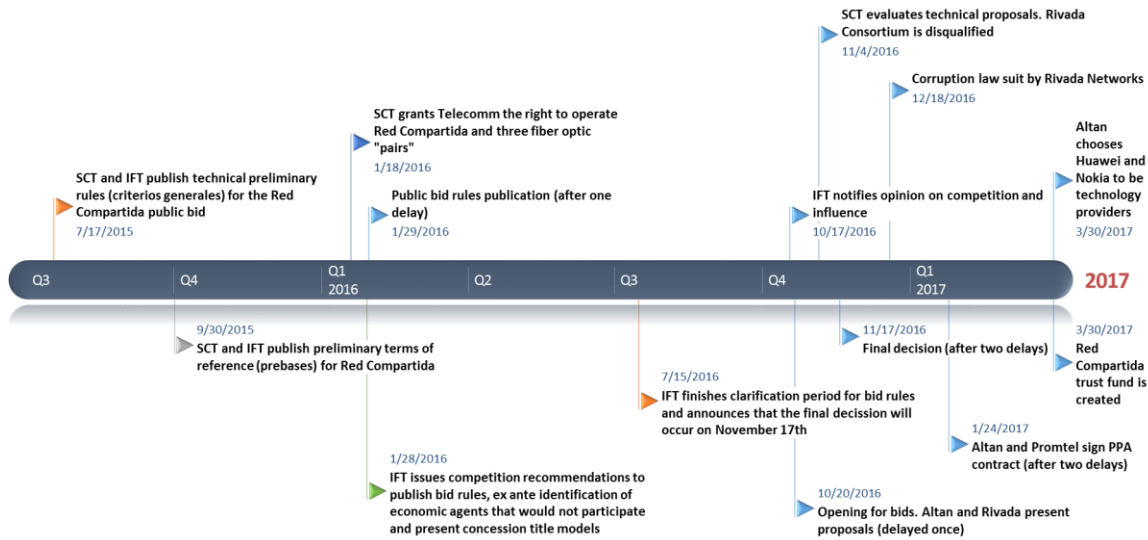 SCT evaluates technical proposals. Rivada
Consortium is disqualified
11/4/2016
Corruption law suit by Rivada Networks
12/18/2016
SCT grants Telecomm the right to operate
Red Compartida and three fiber optic
"pairs"
1/18/2016
Altan
chooses
Huawei and
Nokia to be
technology
providers
3/30/2017
SCT and IFT publish technical preliminary
rules (criterios generales) for the Red
Compartida public bid
7/17/2015
Public bid rules publication (after one
delay)
1/29/2016
IFT notifies opinion on competition and
influence
10/17/2016
Q3
Q4
Q1
2016
Q2
Q3
Q4
Q1
2017
2017
9/30/2015
SCT and IFT publish preliminary terms of
reference (prebases) for Red Compartida
11/17/2016
Final decision (after two delays)
3/30/2017
Red
Compartida
trust fund is
created
7/15/2016
IFT finishes clarification period for bid rules
and announces that the final decission will
occur on November 17th
1/24/2017
Altan and Promtel sign PPA
contract (after two delays)
1/28/2016
IFT issues competition recommendations to
publish bid rules, ex ante identification of
economic agents that would not participate
and present concession title models
10/20/2016
Opening for bids. Altan and Rivada present
proposals (delayed once)